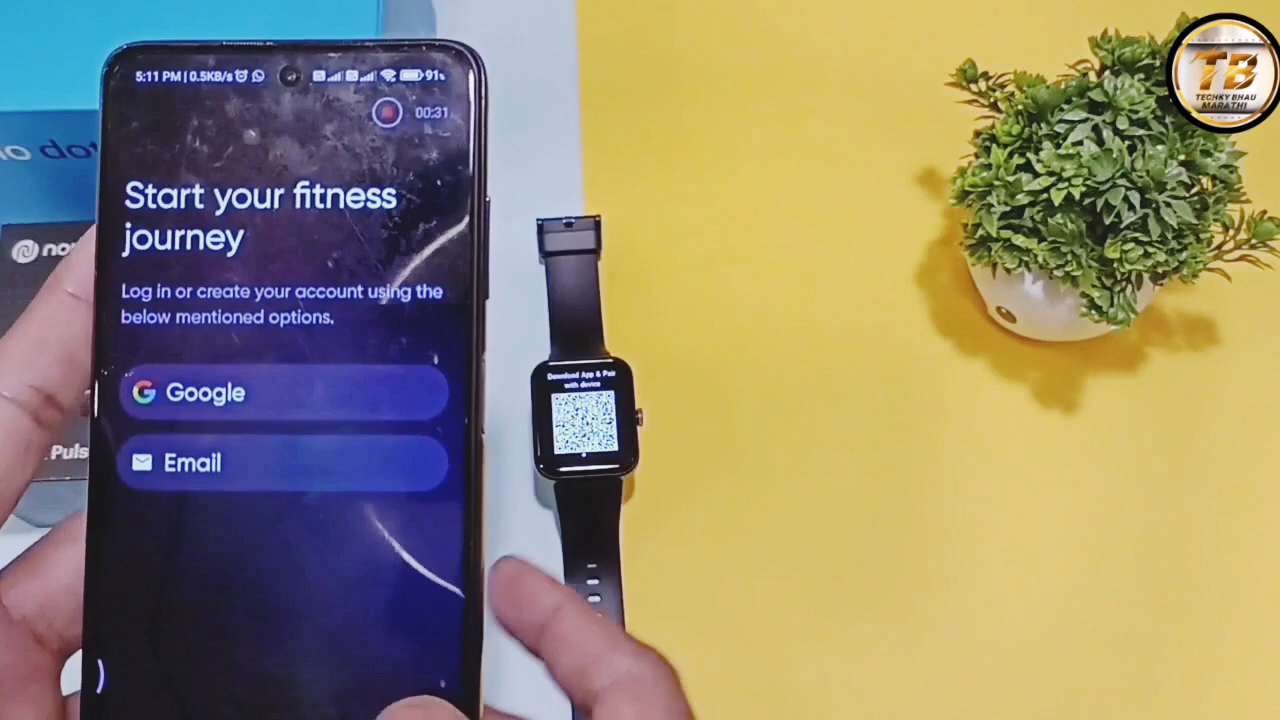 5:11 PM | 0.5KB/s
91%
00:31
Start your fitness
journey
Log in or create your account using the
below mentioned options.
Google
Email
Download App & Pair
with device
TB
TECHKY BHAU
MARATHI